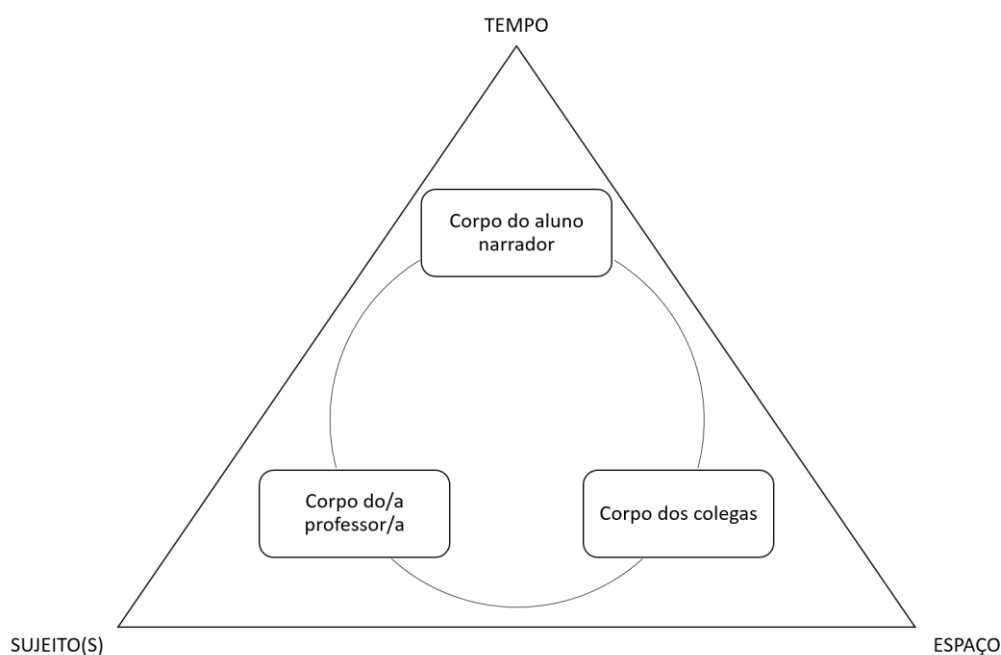 TEMPO
Corpo do aluno
narrador
Corpo do/a
professor/a
Corpo dos colegas
SUJEITO(S)
ESPAÇO